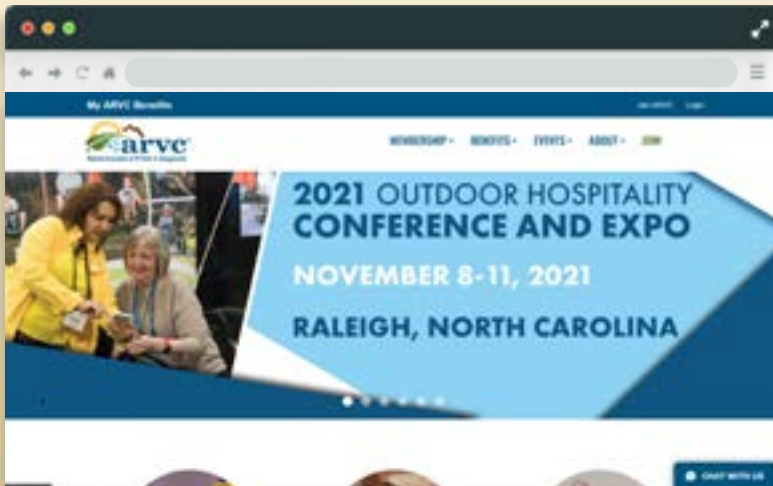 My ARVC Benefits
Login
arvc
MEMBERSHIP BENEFITS EVENTS ABOUT JOIN
2021 OUTDOOR HOSPITALITY
CONFERENCE AND EXPO
NOVEMBER 8-11, 2021
RALEIGH, NORTH CAROLINA
CHAT WITH US